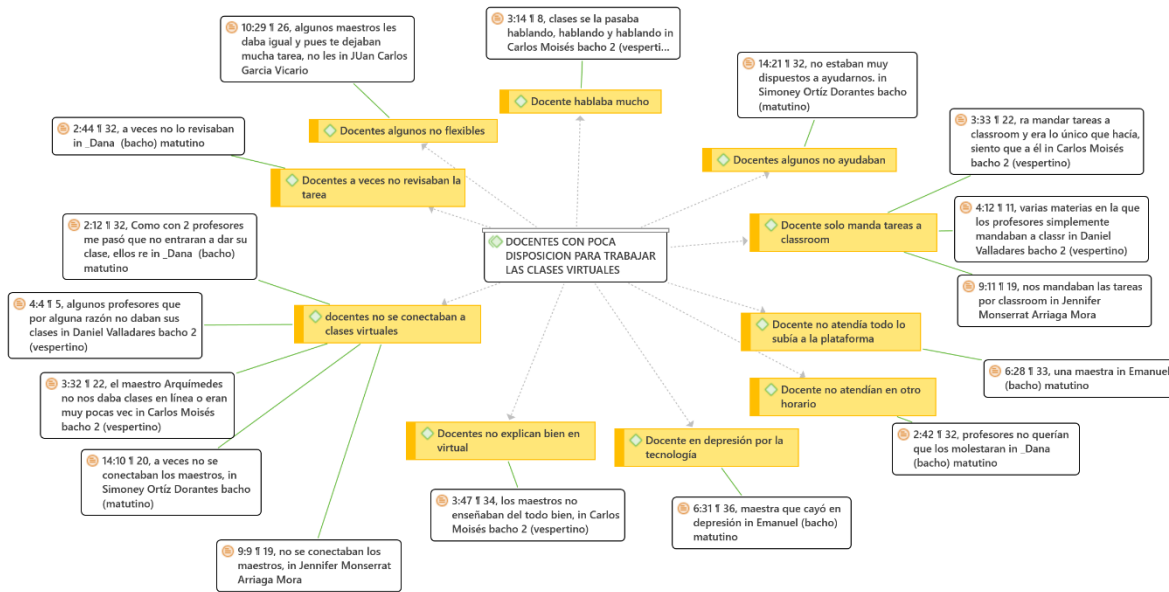 10:29 ¶ 26, algunos maestros les
daba igual y pues te dejaban
mucha tarea, no les in JUan Carlos
Garcia Vicario
3:14 ¶ 8, clases se la pasaba
hablando, hablando y hablando in
Carlos Moisés bacho 2 (vesperti...
14:21 ¶ 32, no estaban muy
dispuestos a ayudarnos. in
Simoney Ortíz Dorantes bacho
(matutino)
Docente hablaba mucho
3:33 ¶ 22, ra mandar tareas a
classroom y era lo único que hacía,
siento que a él in Carlos Moisés
bacho 2 (vespertino)
2:44 ¶ 32, a veces no lo revisaban
in _Dana (bacho) matutino
Docentes algunos no flexibles
Docentes algunos no ayudaban
Docentes a veces no revisaban la
tarea
4:12 ¶ 11, varias materias en la que
los profesores simplemente
mandaban a classr in Daniel
Valladares bacho 2 (vespertino)
2:12 ¶ 32, Como con 2 profesores
me pasó que no entraran a dar su
clase, ellos re in _Dana (bacho)
matutino
Docente solo manda tareas a
classroom
DOCENTES CON POCA
DISPOSICION PARA TRABAJAR
LAS CLASES VIRTUALES
9:11 ¶ 19, nos mandaban las tareas
por classroom in Jennifer
Monserrat Arriaga Mora
4:4 ¶ 5, algunos profesores que
por alguna razón no daban sus
clases in Daniel Valladares bacho 2
(vespertino)
docentes no se conectaban a
clases virtuales
Docente no atendía todo lo
subía a la plataforma
6:28 ¶ 33, una maestra in Emanuel
(bacho) matutino
3:32 ¶ 22, el maestro Arquímedes
no nos daba clases en línea o eran
muy pocas vec in Carlos Moisés
bacho 2 (vespertino)
Docente no atendían en otro
horario
2:42 ¶ 32, profesores no querían
que los molestaran in _Dana
(bacho) matutino
Docentes no explican bien en
virtual
Docente en depresión por la
tecnología
14:10 ¶ 20, a veces no se
conectaban los maestros, in
Simoney Ortíz Dorantes bacho
(matutino)
3:47 ¶ 34, los maestros no
enseñaban del todo bien, in Carlos
Moisés bacho 2 (vespertino)
6:31 ¶ 36, maestra que cayó en
depresión in Emanuel (bacho)
matutino
9:9 ¶ 19, no se conectaban los
maestros, in Jennifer Monserrat
Arriaga Mora